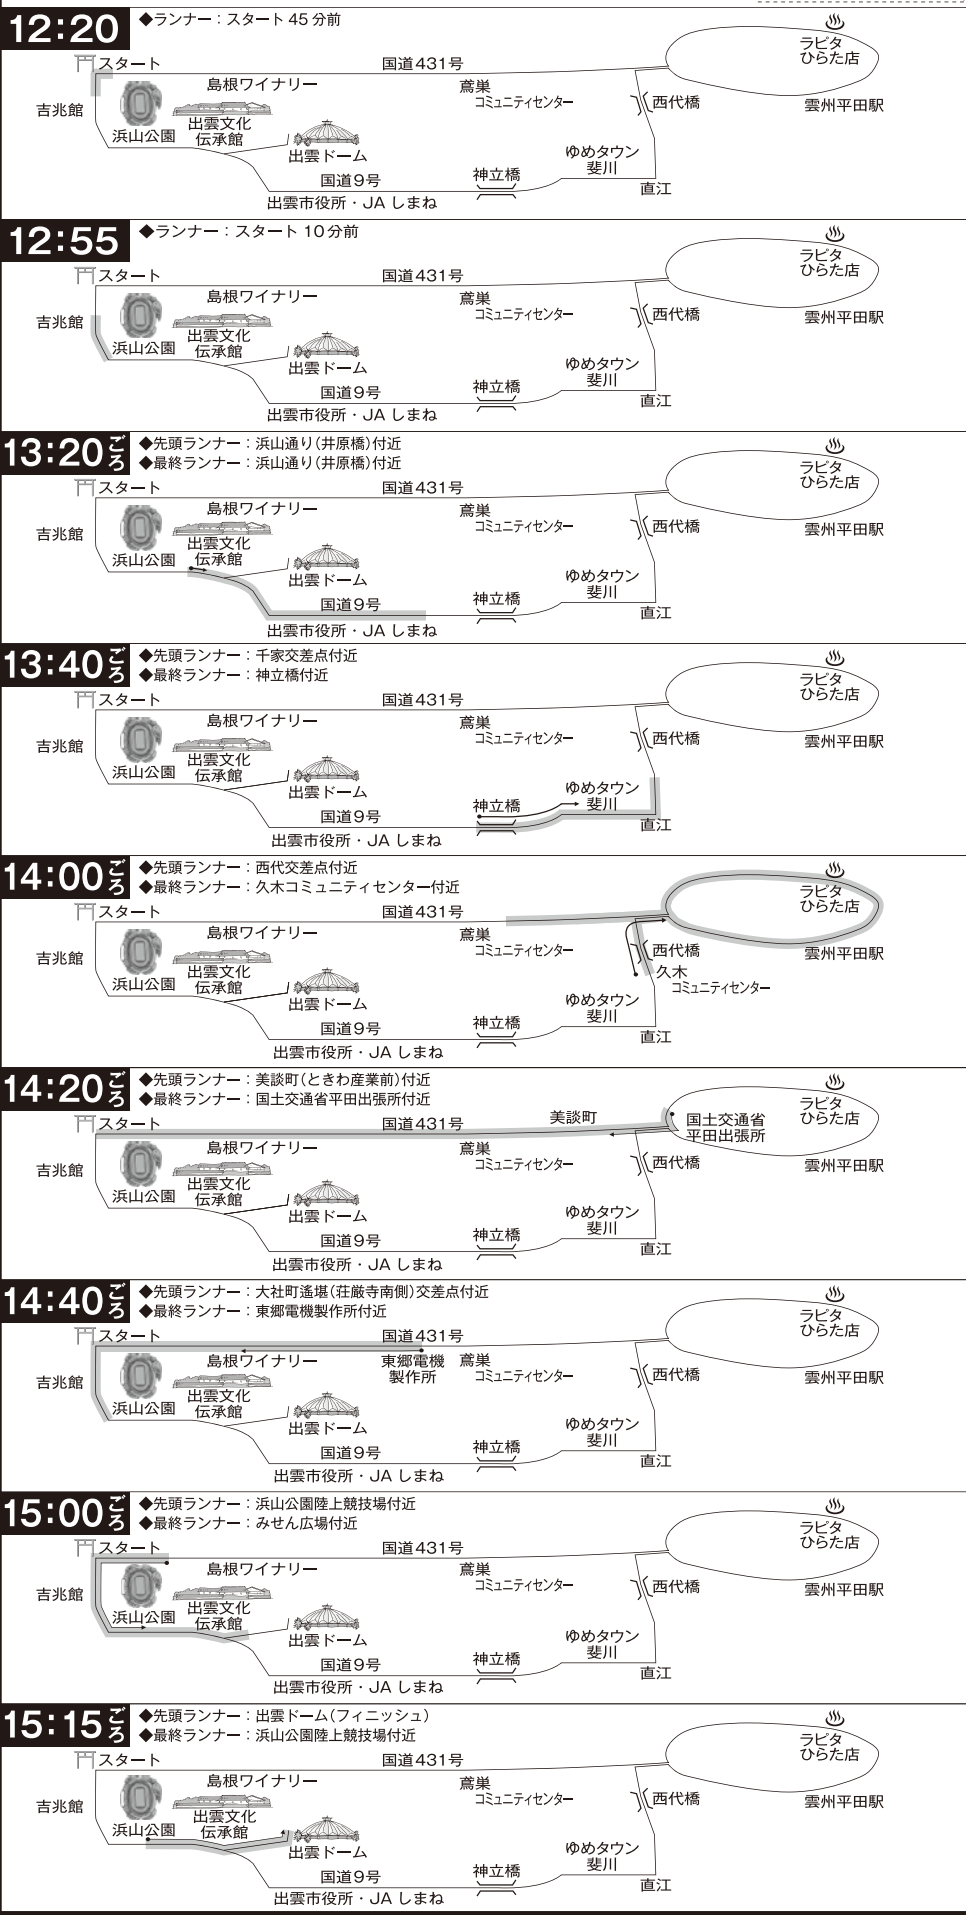 12:20
◆ランナー：スタート45分前
スタート
国道431号
ラピタ
ひらた店
島根ワイナリー
鳶巣
コミュニティセンター
西代橋
雲州平田駅
吉兆館
浜山公園
出雲文化
伝承館
出雲ドーム
ゆめタウン
斐川
国道9号
神立橋
直江
出雲市役所・JAしまね
12:55
◆ランナー：スタート10分前
スタート
国道431号
ラピタ
ひらた店
島根ワイナリー
鳶巣
コミュニティセンター
西代橋
雲州平田駅
吉兆館
浜山公園
出雲文化
伝承館
出雲ドーム
ゆめタウン
斐川
国道9号
神立橋
直江
出雲市役所・JAしまね
13:20ごろ
◆先頭ランナー：浜山通り(井原橋)付近
◆最終ランナー：浜山通り(井原橋)付近
スタート
国道431号
ラピタ
ひらた店
島根ワイナリー
鳶巣
コミュニティセンター
西代橋
雲州平田駅
吉兆館
浜山公園
出雲文化
伝承館
出雲ドーム
ゆめタウン
斐川
国道9号
神立橋
直江
出雲市役所・JAしまね
13:40ごろ
◆先頭ランナー：千家交差点付近
◆最終ランナー：神立橋付近
スタート
国道431号
ラピタ
ひらた店
島根ワイナリー
鳶巣
コミュニティセンター
西代橋
雲州平田駅
吉兆館
浜山公園
出雲文化
伝承館
出雲ドーム
ゆめタウン
斐川
国道9号
神立橋
直江
出雲市役所・JAしまね
14:00ごろ
◆先頭ランナー：西代交差点付近
◆最終ランナー：久木コミュニティセンター付近
スタート
国道431号
ラピタ
ひらた店
島根ワイナリー
鳶巣
コミュニティセンター
西代橋
雲州平田駅
久木
コミュニティセンター
吉兆館
浜山公園
出雲文化
伝承館
出雲ドーム
ゆめタウン
斐川
国道9号
神立橋
直江
出雲市役所・JAしまね
14:20ごろ
◆先頭ランナー：美談町(ときわ産業前)付近
◆最終ランナー：国土交通省平田出張所付近
スタート
国道431号
美談町
国土交通省
平田出張所
ラピタ
ひらた店
島根ワイナリー
鳶巣
コミュニティセンター
西代橋
雲州平田駅
吉兆館
浜山公園
出雲文化
伝承館
出雲ドーム
ゆめタウン
斐川
国道9号
神立橋
直江
出雲市役所・JAしまね
14:40ごろ
◆先頭ランナー：大社町遙堪(荘厳寺南側)交差点付近
◆最終ランナー：東郷電機製作所付近
スタート
国道431号
ラピタ
ひらた店
島根ワイナリー
東郷電機
製作所
鳶巣
コミュニティセンター
西代橋
雲州平田駅
吉兆館
浜山公園
出雲文化
伝承館
出雲ドーム
ゆめタウン
斐川
国道9号
神立橋
直江
出雲市役所・JAしまね
15:00ごろ
◆先頭ランナー：浜山公園陸上競技場付近
◆最終ランナー：みせん広場付近
スタート
国道431号
ラピタ
ひらた店
島根ワイナリー
鳶巣
コミュニティセンター
西代橋
雲州平田駅
吉兆館
浜山公園
出雲文化
伝承館
出雲ドーム
ゆめタウン
斐川
国道9号
神立橋
直江
出雲市役所・JAしまね
15:15ごろ
◆先頭ランナー：出雲ドーム(フィニッシュ)
◆最終ランナー：浜山公園陸上競技場付近
スタート
国道431号
ラピタ
ひらた店
島根ワイナリー
鳶巣
コミュニティセンター
西代橋
雲州平田駅
吉兆館
浜山公園
出雲文化
伝承館
出雲ドーム
ゆめタウン
斐川
国道9号
神立橋
直江
出雲市役所・JAしまね